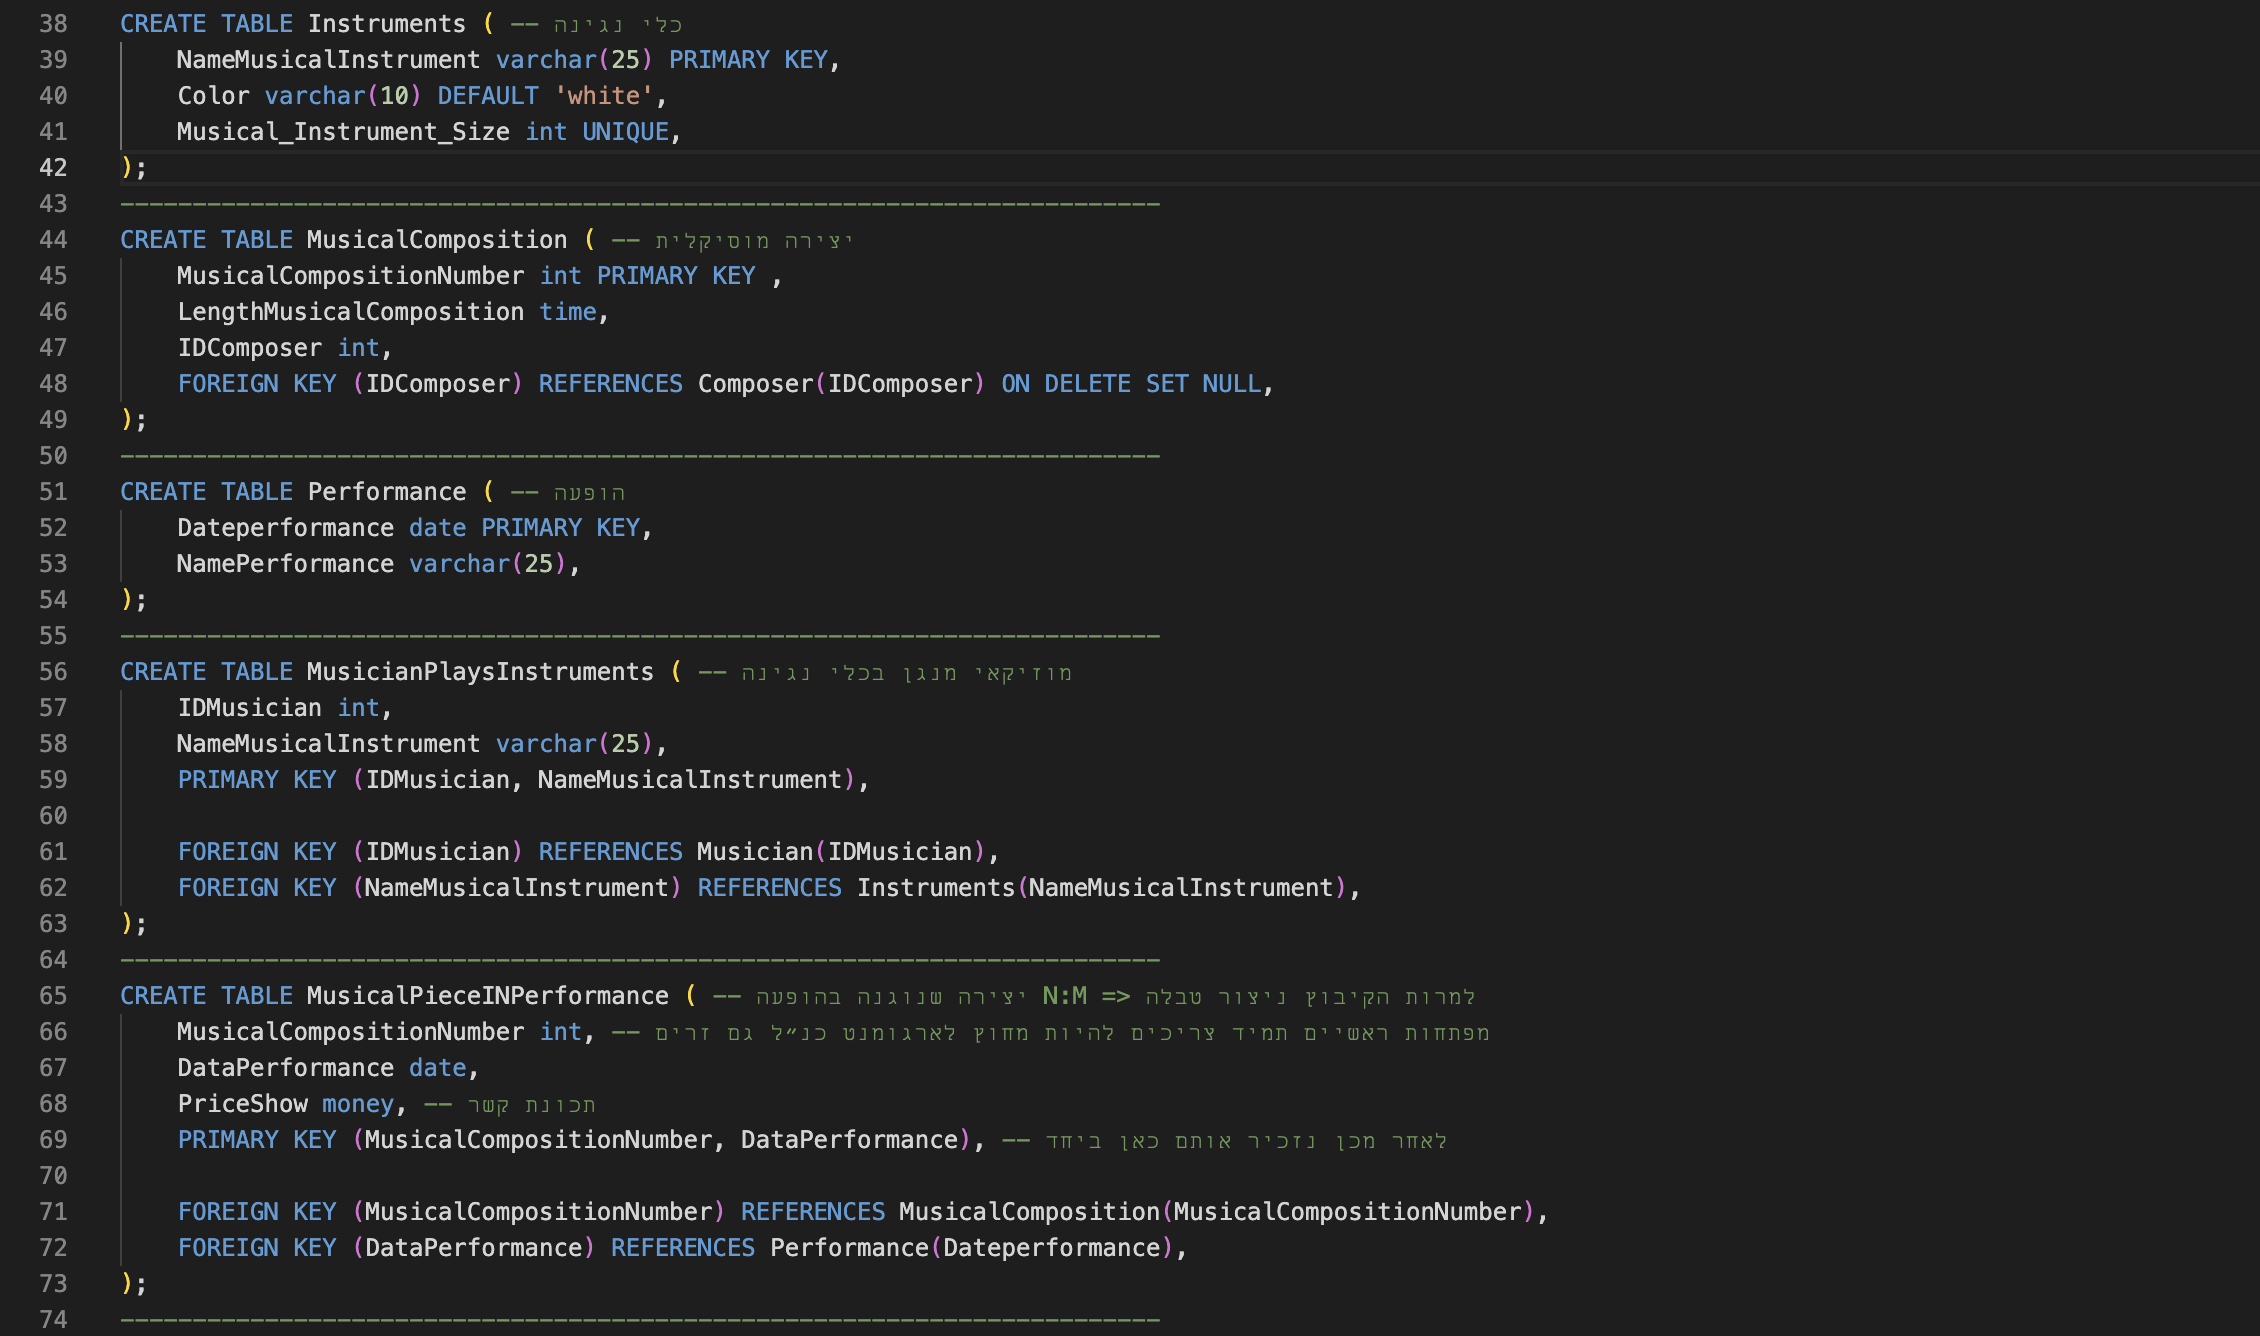 38 CREATE TABLE Instruments ( -- כלי נגינה
39 NameMusicalInstrument varchar(25) PRIMARY KEY,
40 Color varchar(10) DEFAULT 'white',
41 Musical_Instrument_Size int UNIQUE,
42 );
43 ------------------------------------------------------------------------
44 CREATE TABLE MusicalComposition ( -- יצירה מוסיקלית
45 MusicalCompositionNumber int PRIMARY KEY ,
46 LengthMusicalComposition time,
47 IDComposer int,
48 FOREIGN KEY (IDComposer) REFERENCES Composer(IDComposer) ON DELETE SET NULL,
49 );
50 ------------------------------------------------------------------------
51 CREATE TABLE Performance ( -- הופעה
52 Dateperformance date PRIMARY KEY,
53 NamePerformance varchar(25),
54 );
55 ------------------------------------------------------------------------
56 CREATE TABLE MusicianPlaysInstruments ( -- מוזיקאי מנגן בכלי נגינה
57 IDMusician int,
58 NameMusicalInstrument varchar(25),
59 PRIMARY KEY (IDMusician, NameMusicalInstrument),
60
61 FOREIGN KEY (IDMusician) REFERENCES Musician(IDMusician),
62 FOREIGN KEY (NameMusicalInstrument) REFERENCES Instruments(NameMusicalInstrument),
63 );
64 ------------------------------------------------------------------------
65 CREATE TABLE MusicalPieceINPerformance ( -- יצירה שנוגנה בהופעה N:M => למרות הקיבוץ ניצור טבלה
66 MusicalCompositionNumber int, -- מפתחות ראשיים תמיד צריכים להיות מחוץ לארגומנט כנ״ל גם זרים
67 DataPerformance date,
68 PriceShow money, -- תכונת קשר
69 PRIMARY KEY (MusicalCompositionNumber, DataPerformance), -- לאחר מכן נזכיר אותם כאן ביחד
70
71 FOREIGN KEY (MusicalCompositionNumber) REFERENCES MusicalComposition(MusicalCompositionNumber),
72 FOREIGN KEY (DataPerformance) REFERENCES Performance(Dateperformance),
73 );
74 ------------------------------------------------------------------------